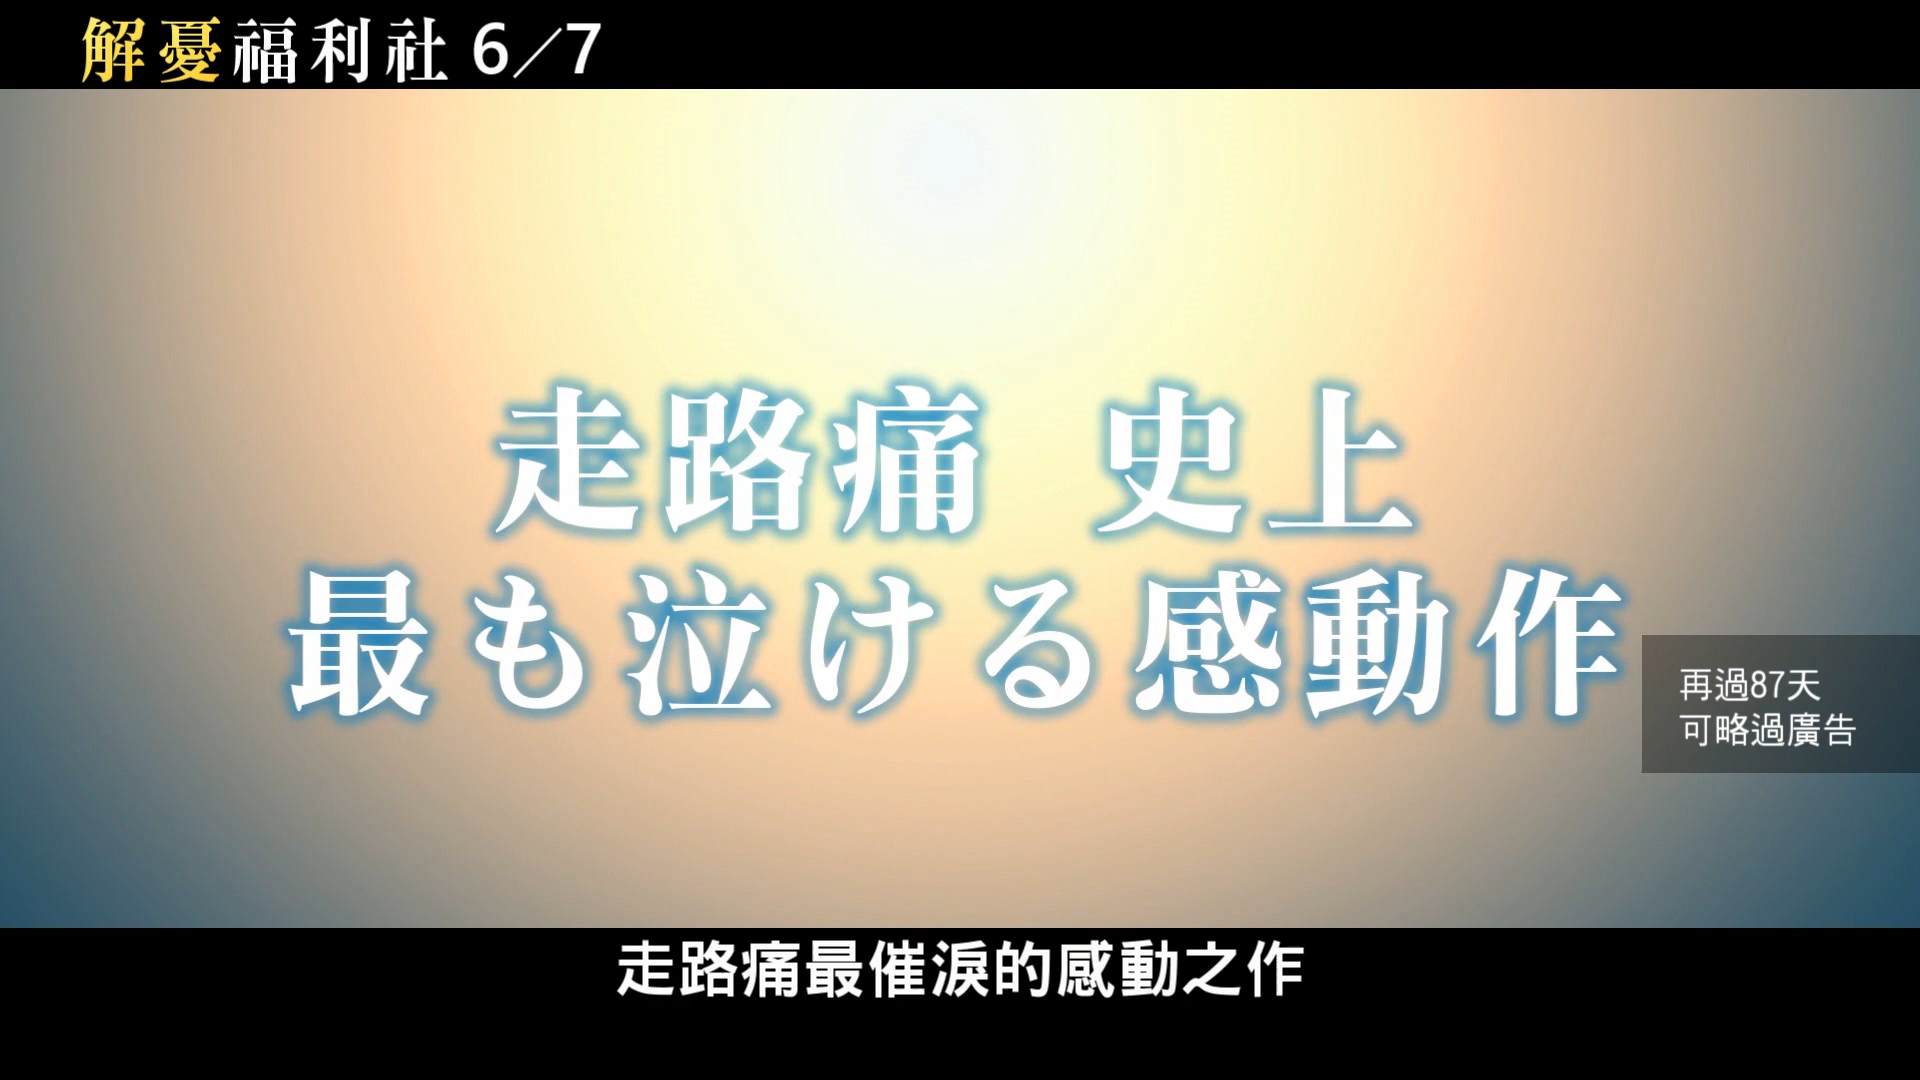 解憂福利社 6/7
走路痛 史上
最も泣ける感動作
再過87天
可略過廣告
走路痛最催淚的感動之作